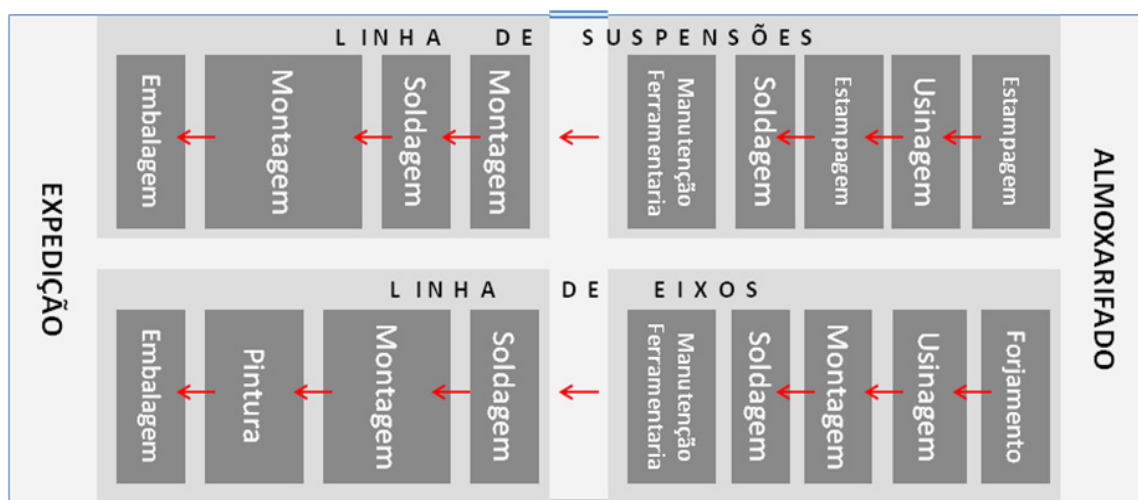 LINHA DE SUSPENSÕES
Embalagem
Montagem
Soldagem
Montagem
Manutenção
Ferramentaria
Soldagem
Estampagem
Usinagem
Estampagem
EXPEDIÇÃO
ALMOXARIFADO
LINHA DE EIXOS
Embalagem
Pintura
Montagem
Soldagem
Manutenção
Ferramentaria
Soldagem
Montagem
Usinagem
Forjamento